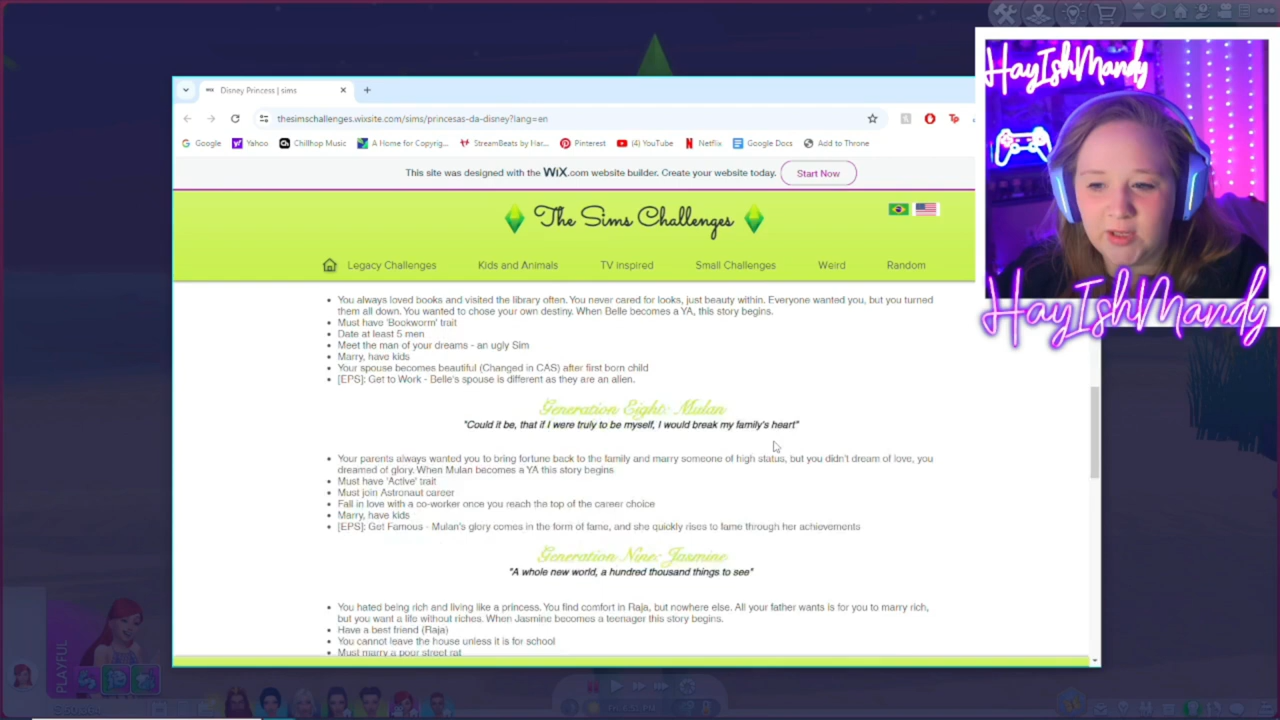 HayIshMandy
Disney Princess | sims
thesimschallenges.wixsite.com/sims/princesas-da-disney?lang=en
Google Yahoo Chillhop Music A Home for Copyrig... StreamBeats by Har... Pinterest (4) YouTube Netflix Google Docs Add to Throne
This site was designed with the WiX.com website builder. Create your website today. Start Now
The Sims Challenges
Legacy Challenges Kids and Animals TV inspired Small Challenges Weird Random
HayIshMandy
You always loved books and visited the library often. You never cared for looks, just beauty within. Everyone wanted you, but you turned
them all down. You wanted to chose your own destiny. When Belle becomes a YA, this story begins.
Must have 'Bookworm' trait
Date at least 5 men
Meet the man of your dreams - an ugly Sim
Marry, have kids
Your spouse becomes beautiful (Changed in CAS) after first born child
[EPS]: Get to Work - Belle's spouse is different as they are an alien.
Generation Eight: Mulan
"Could it be, that if I were truly to be myself, I would break my family's heart"
Your parents always wanted you to bring fortune back to the family and marry someone of high status, but you didn't dream of love, you
dreamed of glory. When Mulan becomes a YA this story begins
Must have 'Active' trait
Must join Astronaut career
Fall in love with a co-worker once you reach the top of the career choice
Marry, have kids
[EPS]: Get Famous - Mulan's glory comes in the form of fame, and she quickly rises to fame through her achievements
Generation Nine: Jasmine
"A whole new world, a hundred thousand things to see"
You hated being rich and living like a princess. You find comfort in Raja, but nowhere else. All your father wants is for you to marry rich,
but you want a life without riches. When Jasmine becomes a teenager this story begins.
Have a best friend (Raja)
You cannot leave the house unless it is for school
Must marry a poor street rat
PLAYFUL